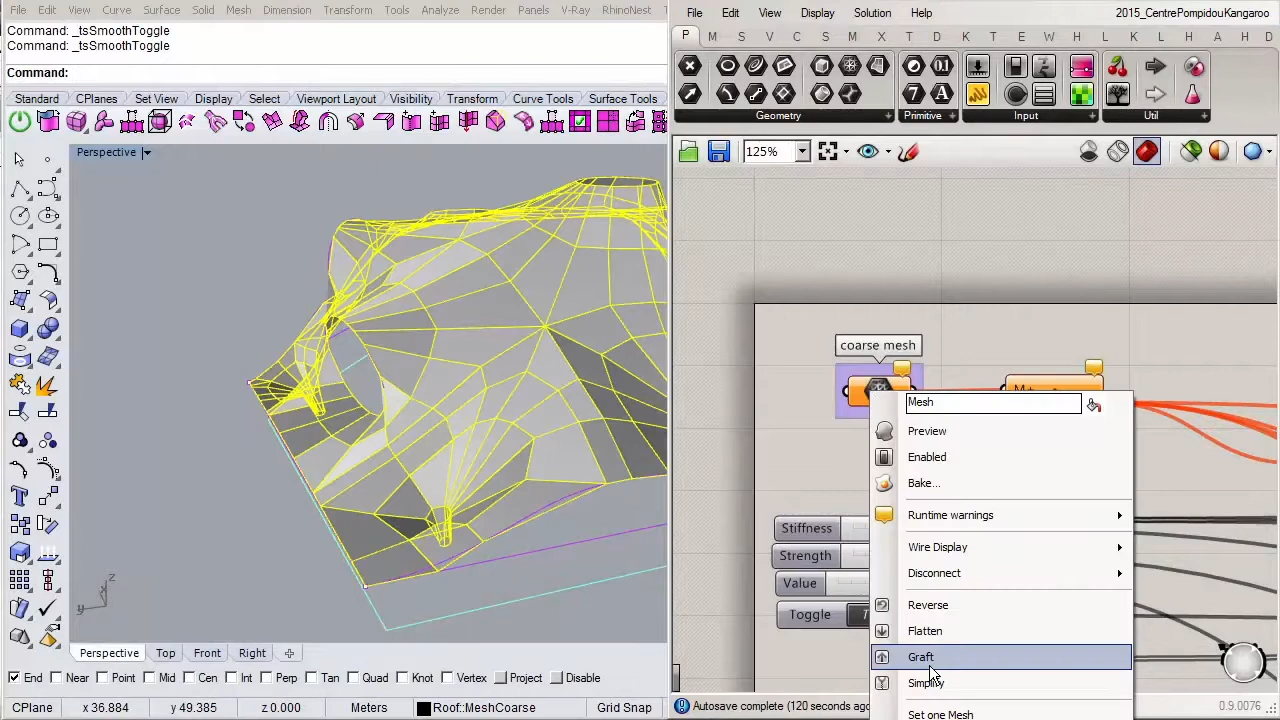 File Edit View Curve Surface Solid Mesh Dimension Transform Tools Analyze Render Panels V-Ray RhinoNest
Command: _tsSmoothToggle
Command: _tsSmoothToggle
Command:
Standard CPlanes Set View Display Select Viewport Layout Visibility Transform Curve Tools Surface Tools
Perspective
z
y
Perspective Top Front Right
End Near Point Mid Cen Int Perp Tan Quad Knot Vertex Project Disable
CPlane x 36.884 y 49.315 z 0.000 Meters Roof::MeshCoarse Grid Snap
File Edit View Display Solution Help 2015_CentrePompidouKangaroo
P M S V C S M X T D A K T E W H U L H D
Geometry Primitive Input Util
125%
coarse mesh
Stiffness
Strength
Value
Toggle
Mesh
Preview
Enabled
Bake...
Runtime warnings
Wire Display
Disconnect
Reverse
Flatten
Graft
Simplify
Set one Mesh
Autosave complete (120 seconds ago
0.9.0076